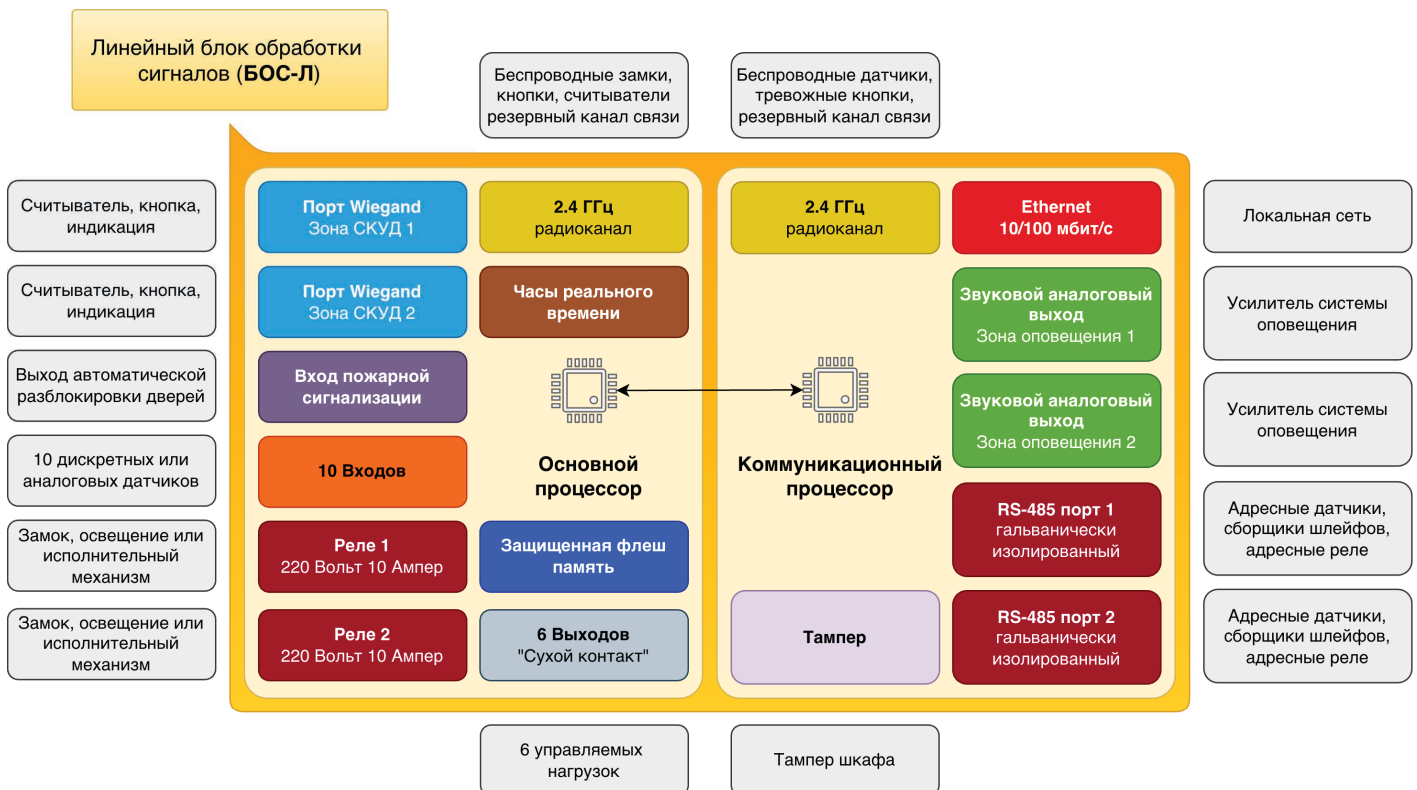 Линейный блок обработки
сигналов (БОС-Л)
Беспроводные замки,
кнопки, считыватели
резервный канал связи
Беспроводные датчики,
тревожные кнопки,
резервный канал связи
Считыватель, кнопка,
индикация
Порт Wiegand
Зона СКУД 1
2.4 ГГц
радиоканал
2.4 ГГц
радиоканал
Ethernet
10/100 мбит/с
Локальная сеть
Считыватель, кнопка,
индикация
Порт Wiegand
Зона СКУД 2
Часы реального
времени
Звуковой аналоговый
выход
Зона оповещения 1
Усилитель системы
оповещения
Выход автоматической
разблокировки дверей
Вход пожарной
сигнализации
Звуковой аналоговый
выход
Зона оповещения 2
Усилитель системы
оповещения
10 дискретных или
аналоговых датчиков
10 Входов
Основной
процессор
Коммуникационный
процессор
Замок, освещение или
исполнительный
механизм
Реле 1
220 Вольт 10 Ампер
Защищенная флеш
память
RS-485 порт 1
гальванически
изолированный
Адресные датчики,
сборщики шлейфов,
адресные реле
Замок, освещение или
исполнительный
механизм
Реле 2
220 Вольт 10 Ампер
6 Выходов
"Сухой контакт"
Тампер
RS-485 порт 2
гальванически
изолированный
Адресные датчики,
сборщики шлейфов,
адресные реле
6 управляемых
нагрузок
Тампер шкафа